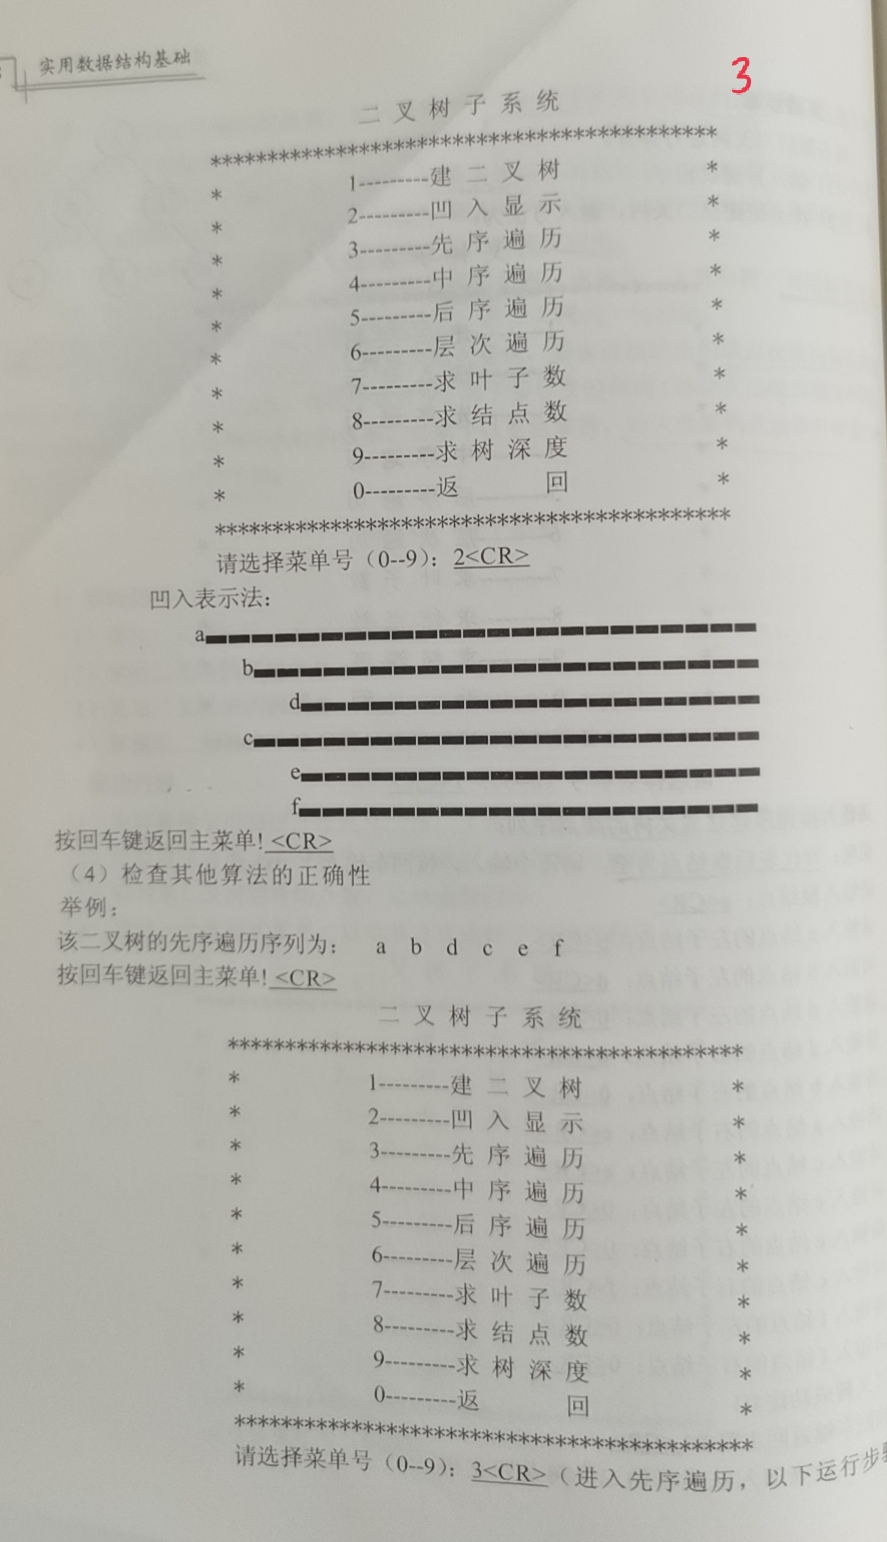 实用数据结构基础
3
二叉树子系统
*******************************************
* 1---------建二叉树 *
* 2---------凹入显示 *
* 3---------先序遍历 *
* 4---------中序遍历 *
* 5---------后序遍历 *
* 6---------层次遍历 *
* 7---------求叶子数 *
* 8---------求结点数 *
* 9---------求树深度 *
* 0---------返 回 *
*******************************************
请选择菜单号（0--9）：2<CR>
凹入表示法：
a
b
d
c
e
f
按回车键返回主菜单！<CR>
（4）检查其他算法的正确性
举例：
该二叉树的先序遍历序列为： a b d c e f
按回车键返回主菜单！<CR>
二叉树子系统
*******************************************
* 1---------建二叉树 *
* 2---------凹入显示 *
* 3---------先序遍历 *
* 4---------中序遍历 *
* 5---------后序遍历 *
* 6---------层次遍历 *
* 7---------求叶子数 *
* 8---------求结点数 *
* 9---------求树深度 *
* 0---------返 回 *
*******************************************
请选择菜单号（0--9）：3<CR>（进入先序遍历，以下运行步